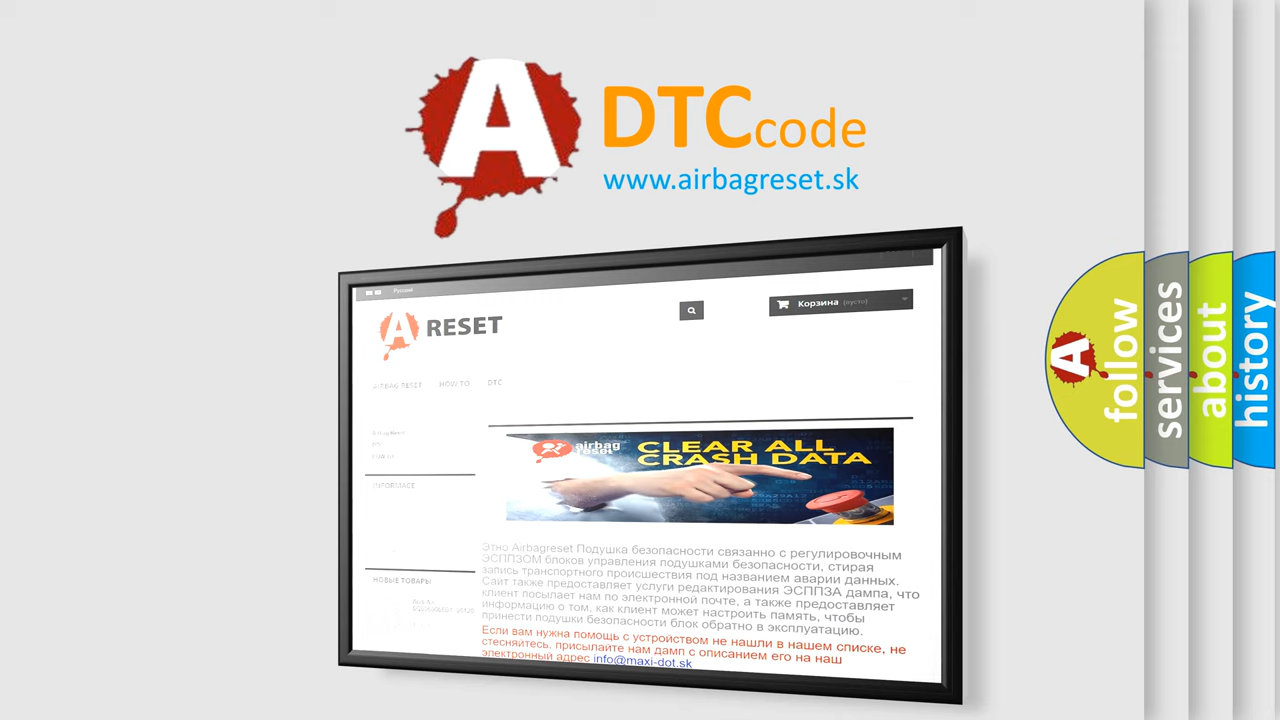 A
DTCcode
www.airbagreset.sk
Русский
A RESET
Корзина (пусто)
AIRBAG RESET HOW TO DTC
Airbag Reset
DTC
INFORMACE
airbag
reset
CLEAR ALL
CRASH DATA
Этно Airbagreset Подушка безопасности связанно с регулировочным
ЭСППЗОМ блоков управления подушками безопасности, стирая
запись транспортного происшествия под названием аварии данных.
Сайт также предоставляет услуги редактирования ЭСППЗА дампа, что
клиент посылает нам по электронной почте, а также предоставляет
информацию о том, как клиент может настроить память, чтобы
принести подушки безопасности блок обратно в эксплуатацию.
Если вам нужна помощь с устройством не нашли в нашем списке, не
стесняйтесь, присылайте нам дамп с описанием его на наш
электронный адрес info@maxi-dot.sk
НОВЫЕ ТОВАРЫ
A
follow
services
about
history